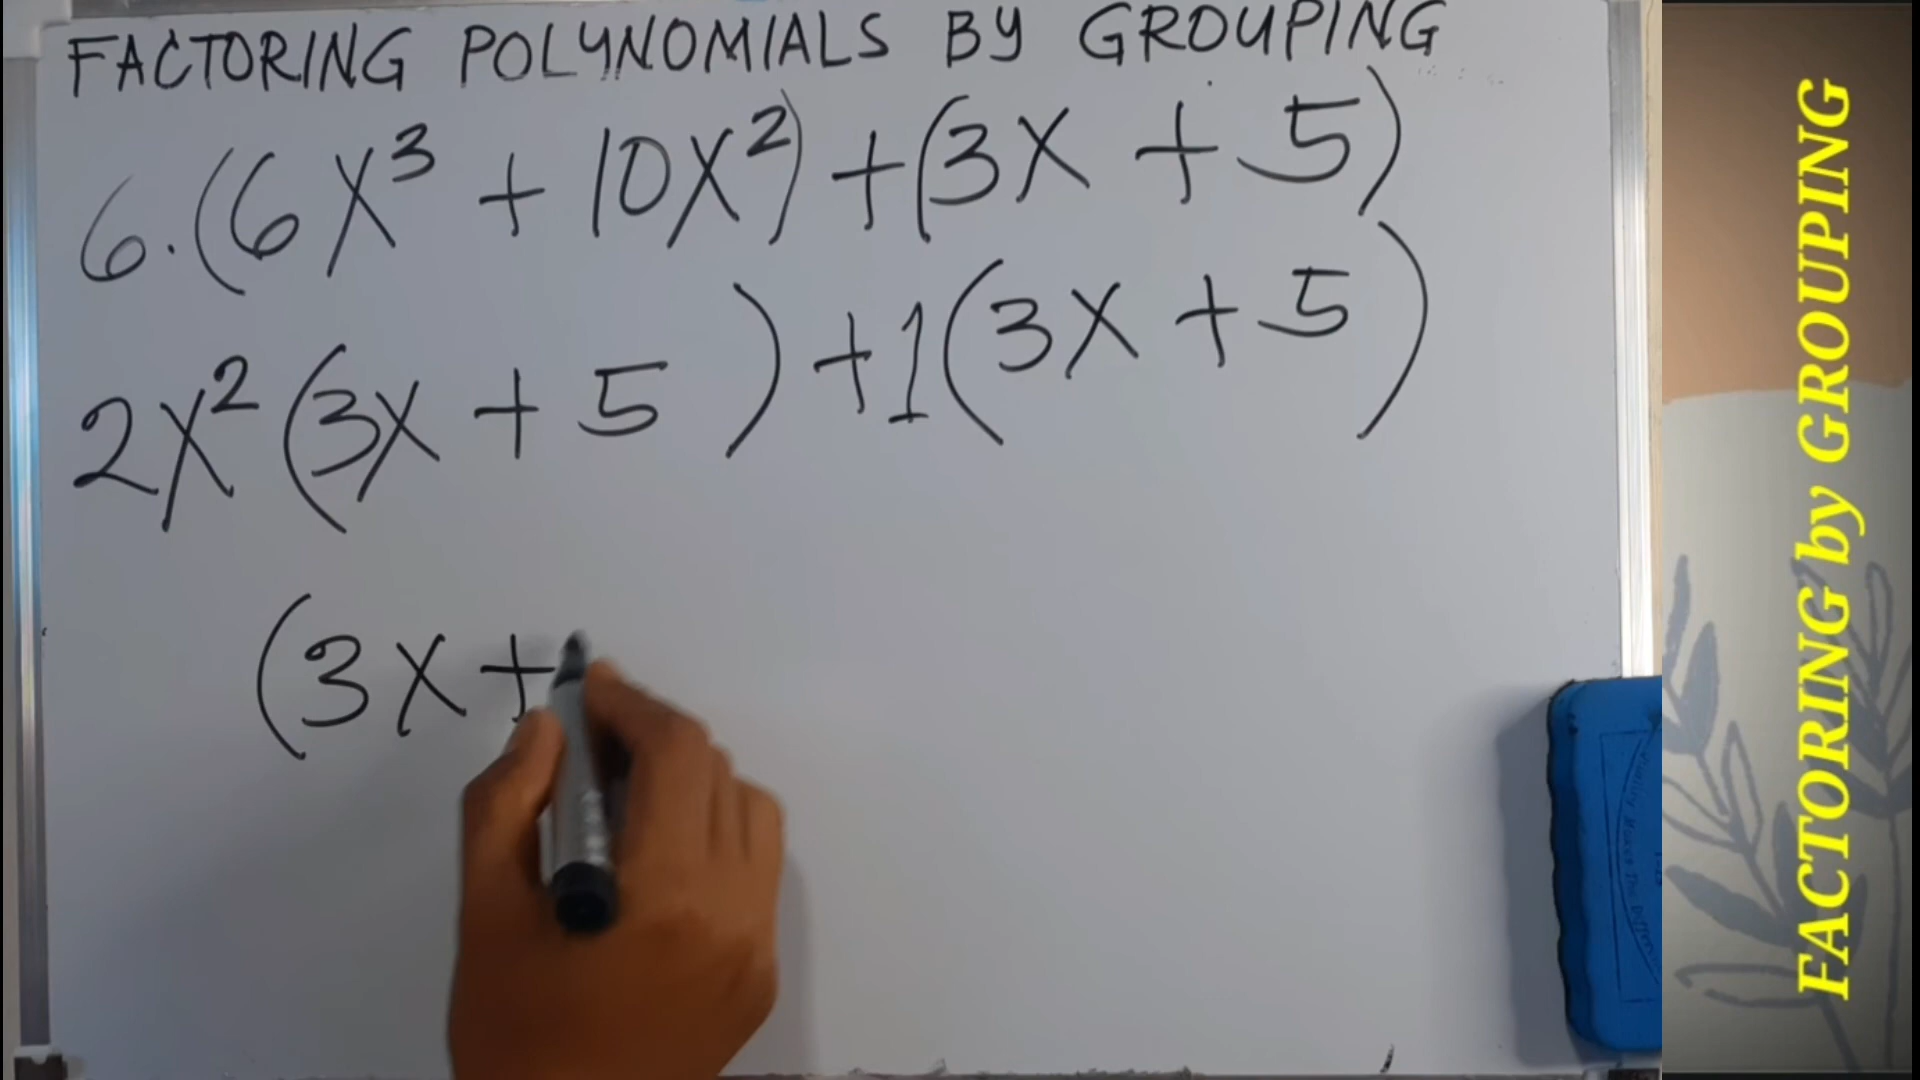 FACTORING POLYNOMIALS BY GROUPING
6. (6x³ + 10x²) + (3x + 5)
2x² (3x + 5) + 1(3x + 5)
(3x +
FACTORING by GROUPING